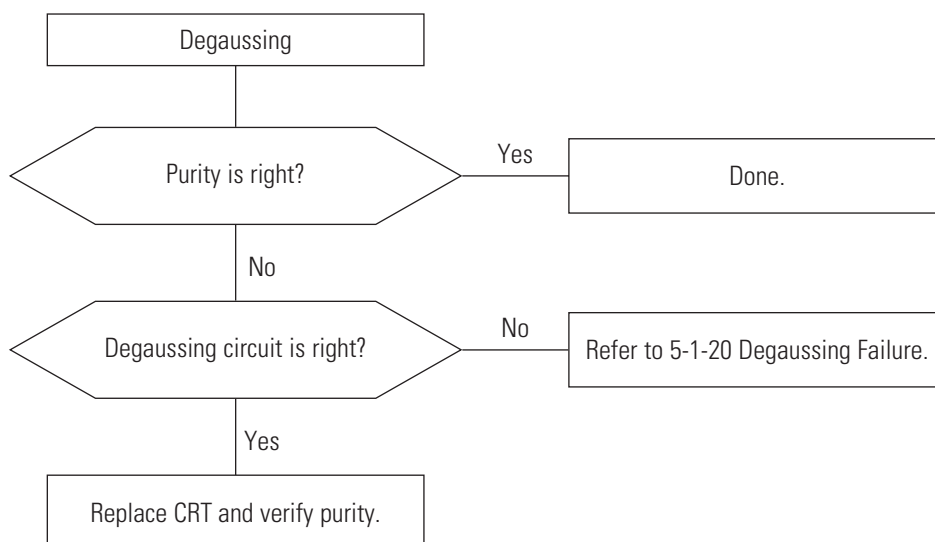 Degaussing
Purity is right?
Yes
Done.
No
Degaussing circuit is right?
No
Refer to 5-1-20 Degaussing Failure.
Yes
Replace CRT and verify purity.